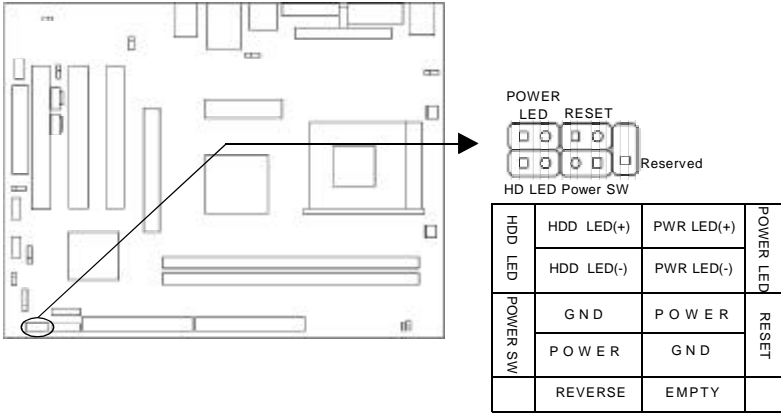 POWER
LED RESET
Reserved
HD LED Power SW
HDD LED
HDD LED(+) PWR LED(+)
POWER LED
HDD LED(-) PWR LED(-)
POWER SW
GND POWER
RESET
POWER GND
REVERSE EMPTY